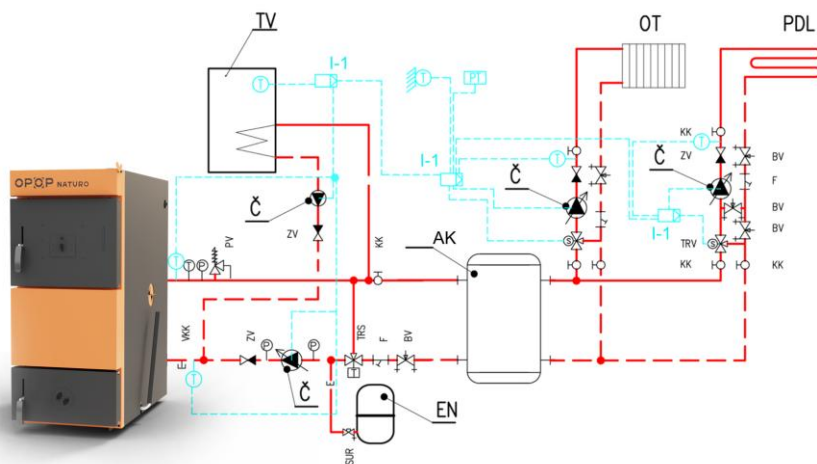 TV
OT
PDL
I-1
T
T
PT
KK
T
ZV
BV
T
I-1
Č
F
OPOP NATURO
Č
Č
BV
I-1
BV
S
TRV
S
PV
ZV
KK
AK
KK
KK
T
T
P
VKK
ZV
P
P
TRS
F
BV
E
T
Č
E
EN
SUR